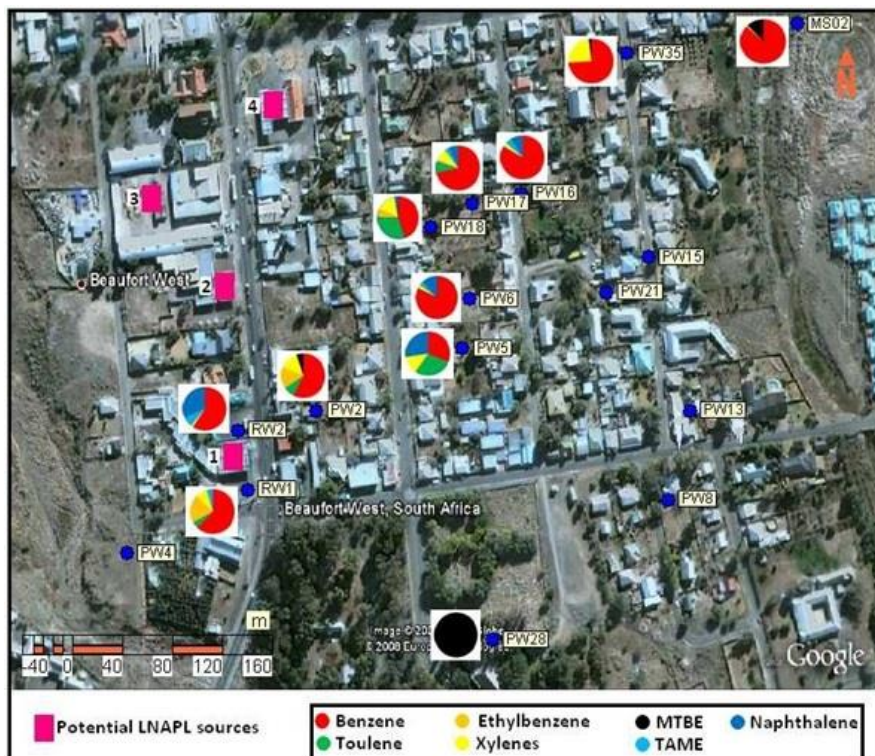 MS02
PW35
N
4
PW16
3
PW17
PW18
PW15
2
Beaufort West
PW6
PW21
PW5
PW2
PW13
RW2
1
RW1
Beaufort West, South Africa
PW8
PW4
PW28
m
-40 0 40 80 120 160
Google
Potential LNAPL sources
Benzene Ethylbenzene MTBE Naphthalene
Toulene Xylenes TAME